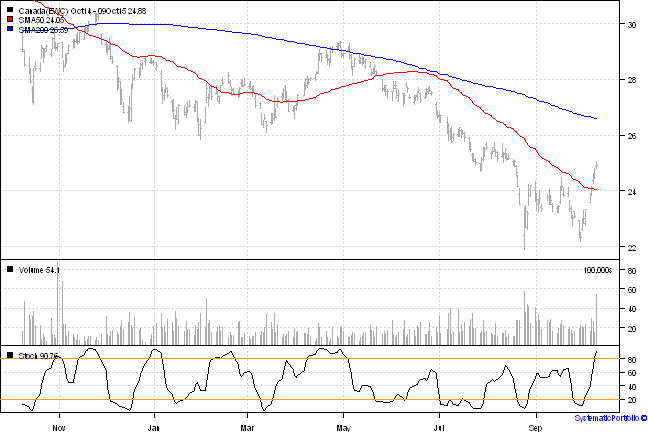 Canada(EWC) Oct14 - 09Oct15 24.88
SMA50 24.05
SMA200 26.59
30
28
26
24
22
Volume 54.1
100,000s
80
60
40
20
Stoch 90.76
80
60
40
20
Nov
Jan
Mar
May
Jul
Sep
SystematicPortfolio ©